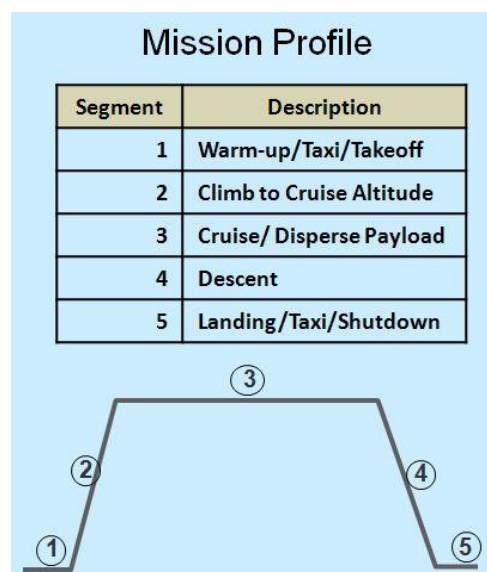 Mission Profile
Segment Description
1 Warm-up/Taxi/Takeoff
2 Climb to Cruise Altitude
3 Cruise/ Disperse Payload
4 Descent
5 Landing/Taxi/Shutdown
3
2 4
1 5